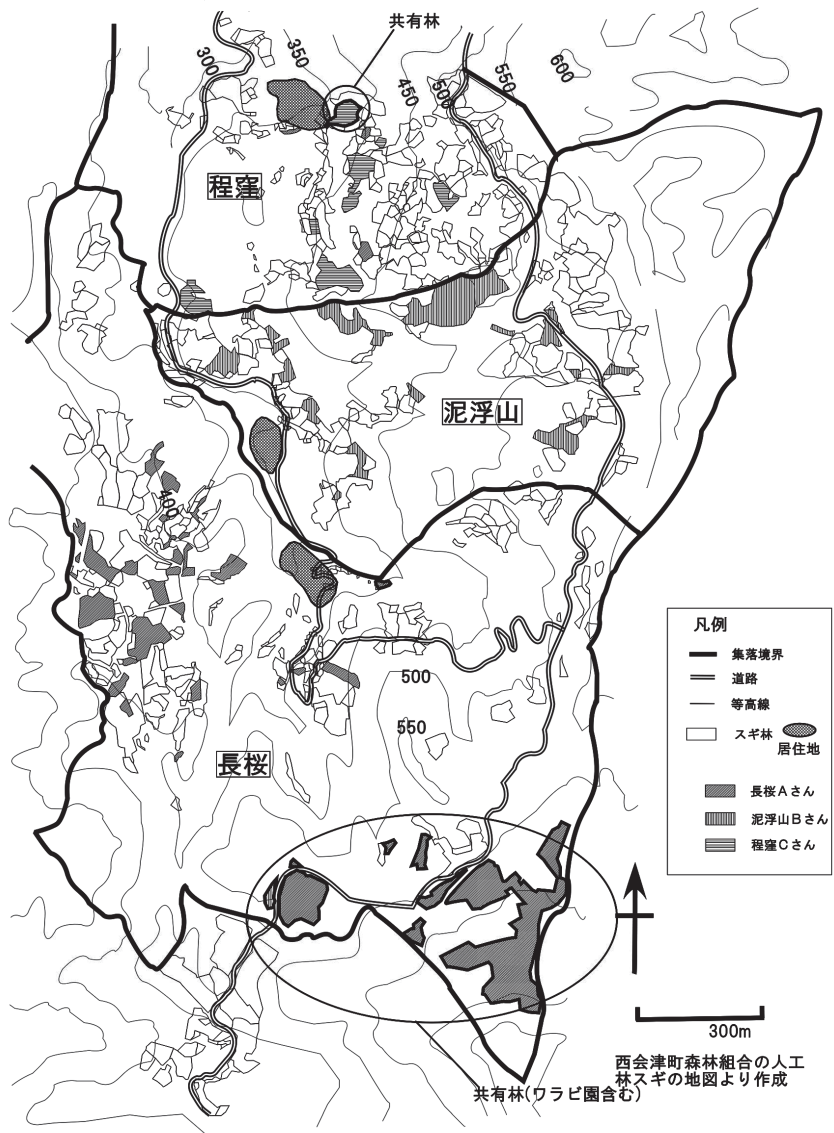 共有林
300
350
450
500
550
600
程窪
泥浮山
400
500
550
長桜
凡例
集落境界
道路
等高線
スギ林
居住地
長桜Aさん
泥浮山Bさん
程窪Cさん
300m
西会津町森林組合の人工
林スギの地図より作成
共有林(ワラビ園含む)